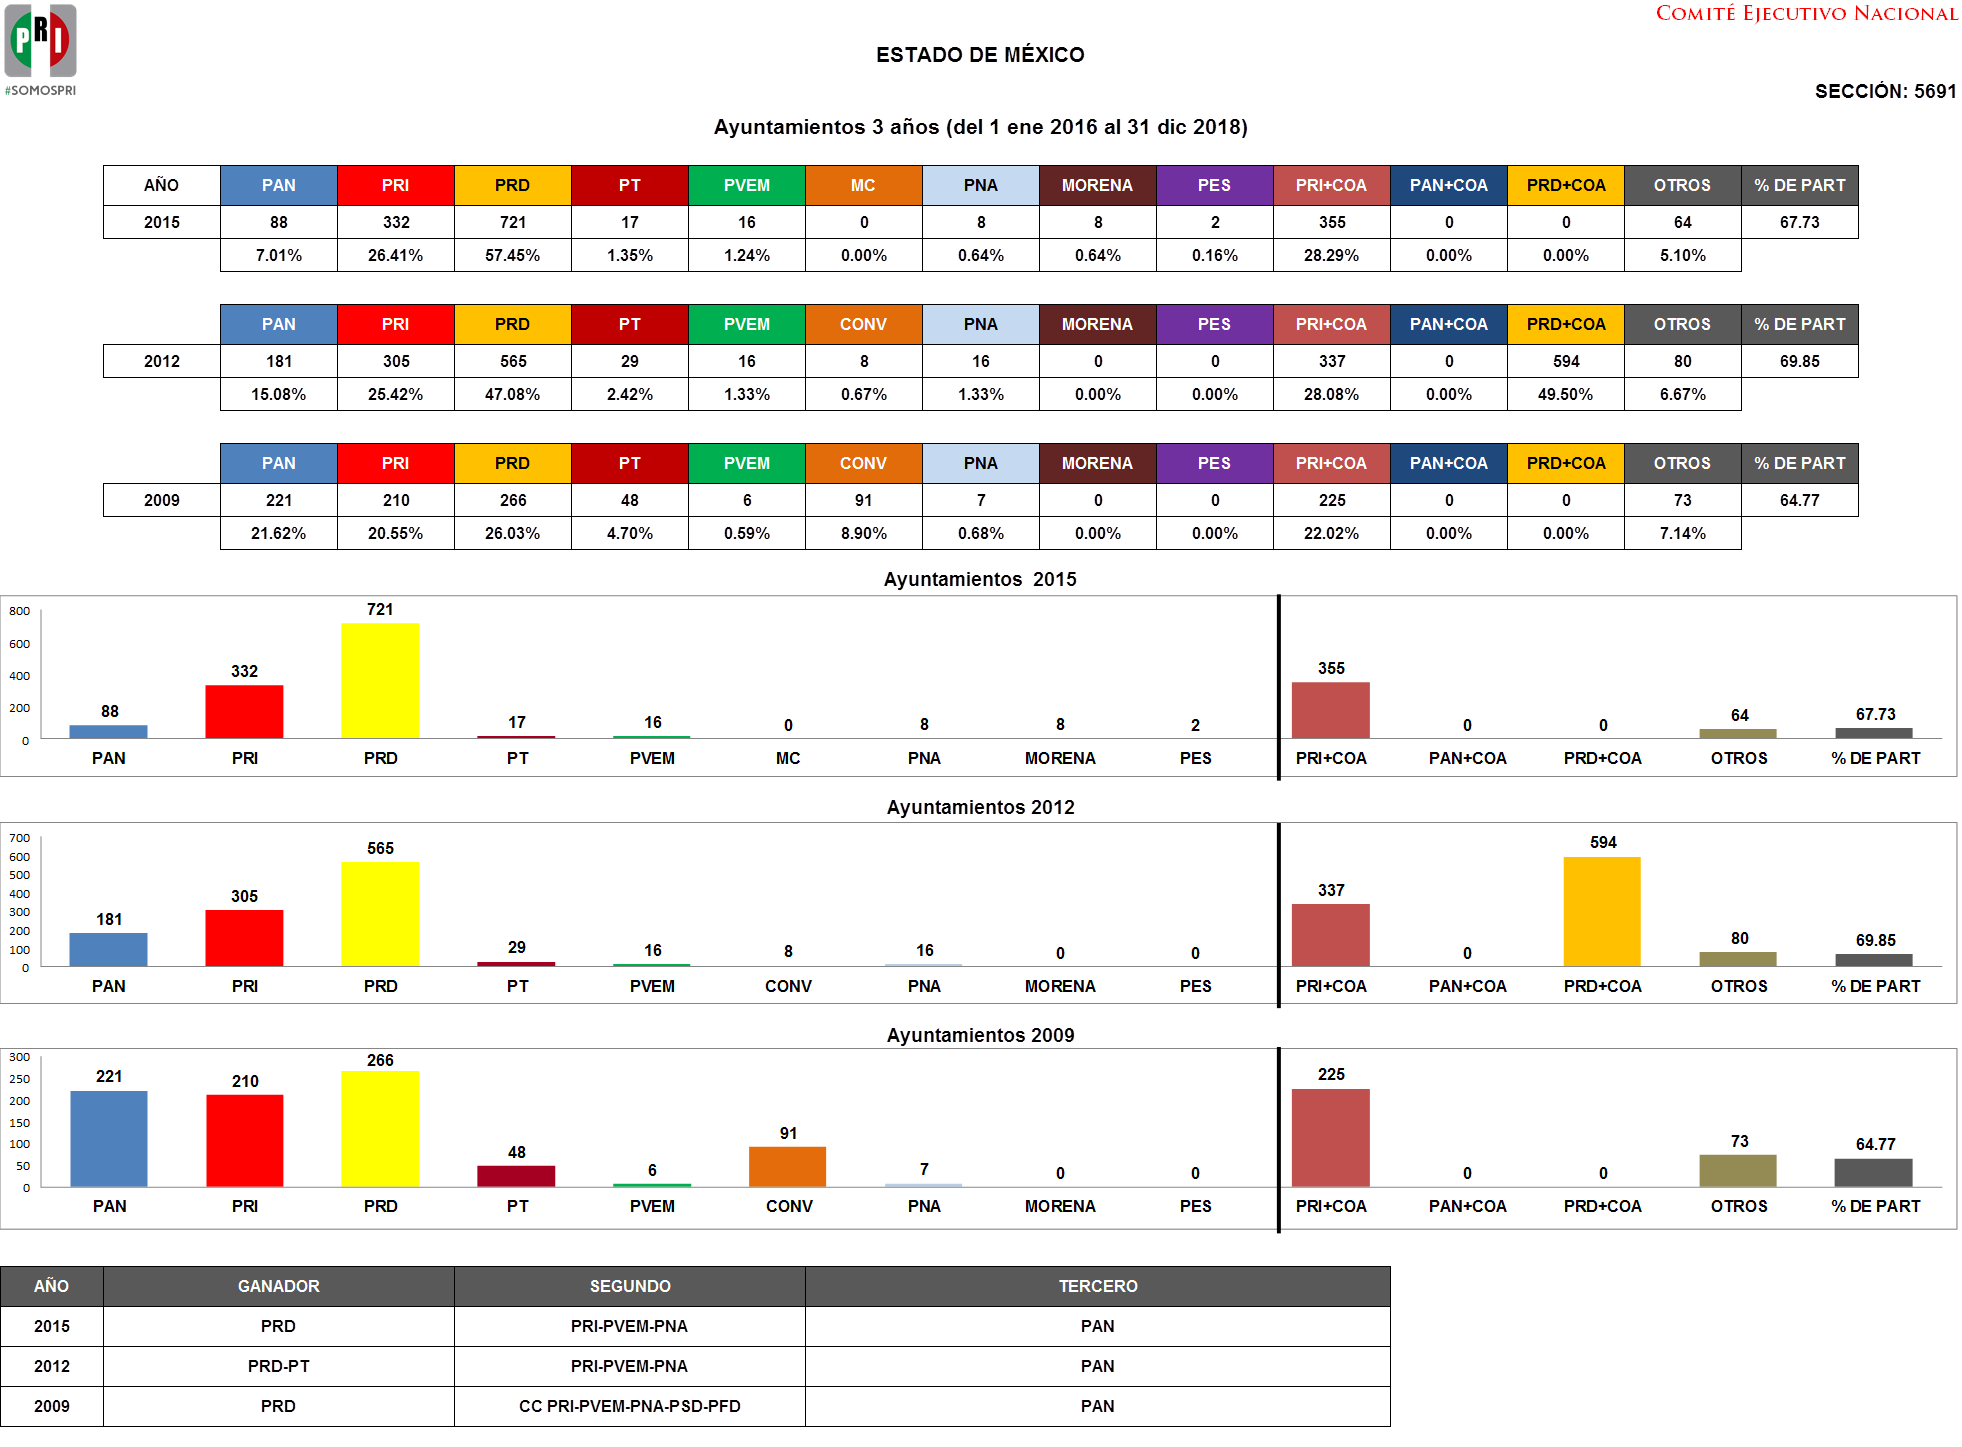 COMITÉ EJECUTIVO NACIONAL
PRI
#SOMOSPRI
ESTADO DE MÉXICO
SECCIÓN: 5691
Ayuntamientos 3 años (del 1 ene 2016 al 31 dic 2018)
AÑO PAN PRI PRD PT PVEM MC PNA MORENA PES PRI+COA PAN+COA PRD+COA OTROS % DE PART
2015 88 332 721 17 16 0 8 8 2 355 0 0 64 67.73
7.01% 26.41% 57.45% 1.35% 1.24% 0.00% 0.64% 0.64% 0.16% 28.29% 0.00% 0.00% 5.10%
PAN PRI PRD PT PVEM CONV PNA MORENA PES PRI+COA PAN+COA PRD+COA OTROS % DE PART
2012 181 305 565 29 16 8 16 0 0 337 0 594 80 69.85
15.08% 25.42% 47.08% 2.42% 1.33% 0.67% 1.33% 0.00% 0.00% 28.08% 0.00% 49.50% 6.67%
PAN PRI PRD PT PVEM CONV PNA MORENA PES PRI+COA PAN+COA PRD+COA OTROS % DE PART
2009 221 210 266 48 6 91 7 0 0 225 0 0 73 64.77
21.62% 20.55% 26.03% 4.70% 0.59% 8.90% 0.68% 0.00% 0.00% 22.02% 0.00% 0.00% 7.14%
Ayuntamientos 2015
800
600
400
200
0
88 332 721 17 16 0 8 8 2 355 0 0 64 67.73
PAN PRI PRD PT PVEM MC PNA MORENA PES PRI+COA PAN+COA PRD+COA OTROS % DE PART
Ayuntamientos 2012
700
600
500
400
300
200
100
0
181 305 565 29 16 8 16 0 0 337 0 594 80 69.85
PAN PRI PRD PT PVEM CONV PNA MORENA PES PRI+COA PAN+COA PRD+COA OTROS % DE PART
Ayuntamientos 2009
300
250
200
150
100
50
0
221 210 266 48 6 91 7 0 0 225 0 0 73 64.77
PAN PRI PRD PT PVEM CONV PNA MORENA PES PRI+COA PAN+COA PRD+COA OTROS % DE PART
AÑO GANADOR SEGUNDO TERCERO
2015 PRD PRI-PVEM-PNA PAN
2012 PRD-PT PRI-PVEM-PNA PAN
2009 PRD CC PRI-PVEM-PNA-PSD-PFD PAN